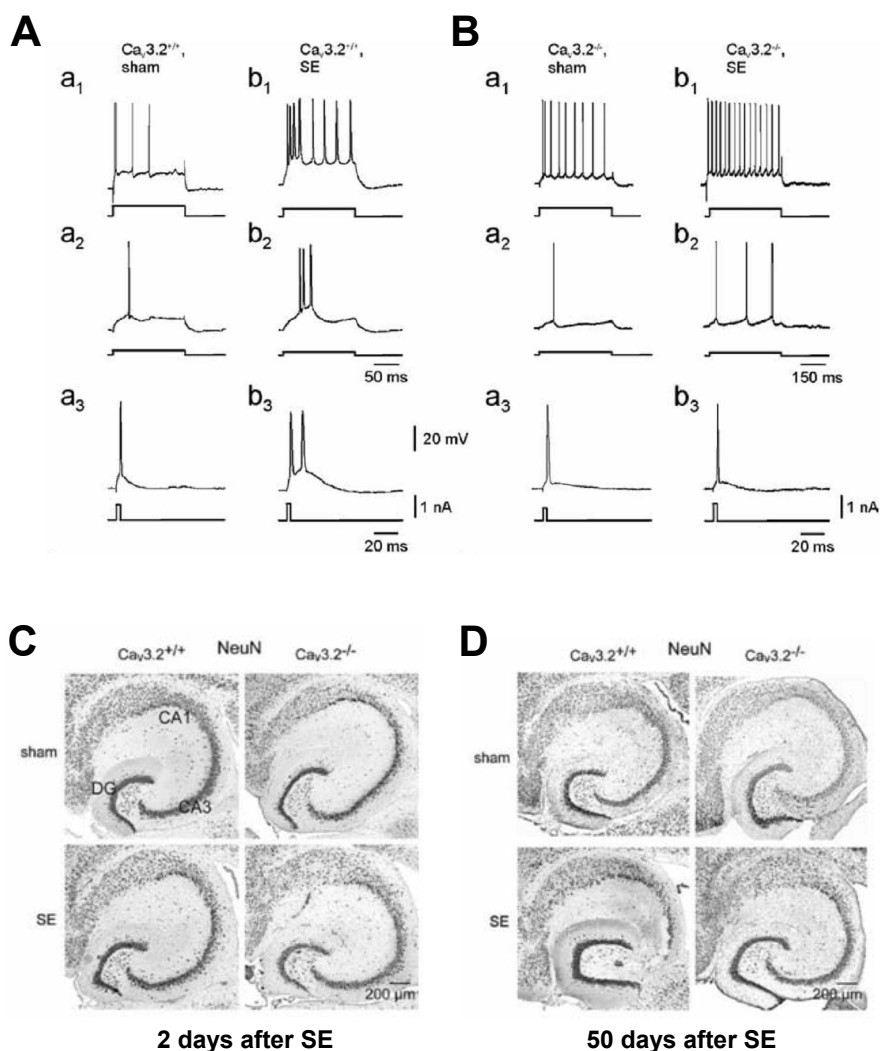 A
Caᵥ3.2⁺/⁺,
sham
Caᵥ3.2⁺/⁺,
SE
a₁
b₁
a₂
b₂
50 ms
a₃
b₃
20 mV
1 nA
20 ms
B
Caᵥ3.2⁻/⁻,
sham
Caᵥ3.2⁻/⁻,
SE
a₁
b₁
a₂
b₂
150 ms
a₃
b₃
1 nA
20 ms
C
Caᵥ3.2⁺/⁺
NeuN
Caᵥ3.2⁻/⁻
sham
CA1
DG
CA3
SE
200 µm
2 days after SE
D
Caᵥ3.2⁺/⁺
NeuN
Caᵥ3.2⁻/⁻
sham
SE
200 µm
50 days after SE